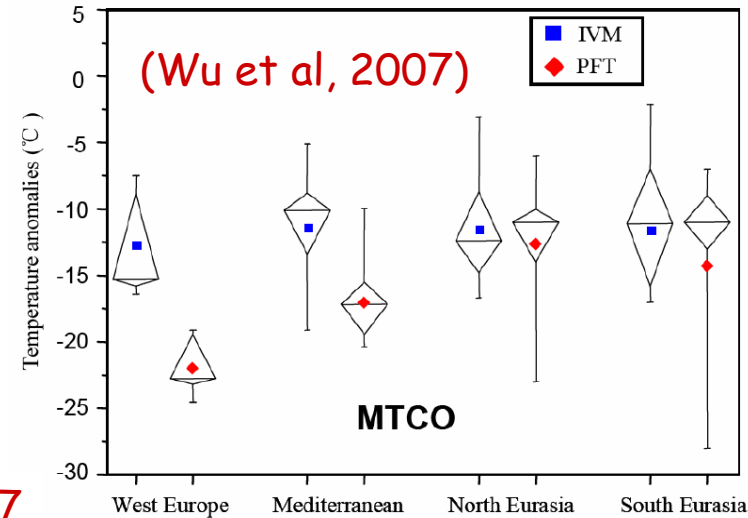 5
0
-5
-10
-15
-20
-25
-30
Temperature anomalies (℃)
(Wu et al, 2007)
IVM
PFT
MTCO
West Europe Mediterranean North Eurasia South Eurasia
7